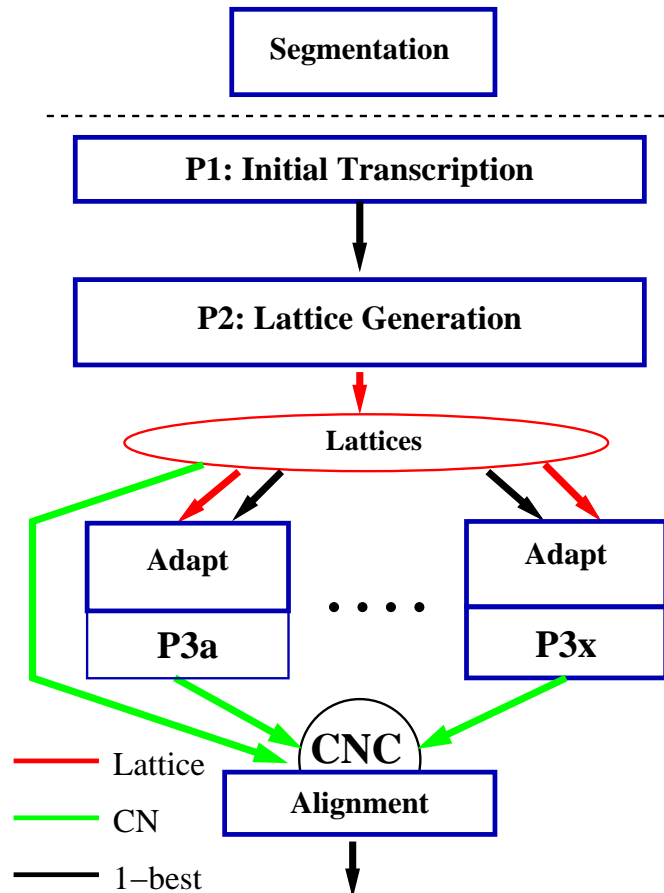 Segmentation
P1: Initial Transcription
P2: Lattice Generation
Lattices
Adapt
Adapt
P3a
P3x
CNC
Alignment
Lattice
CN
1−best